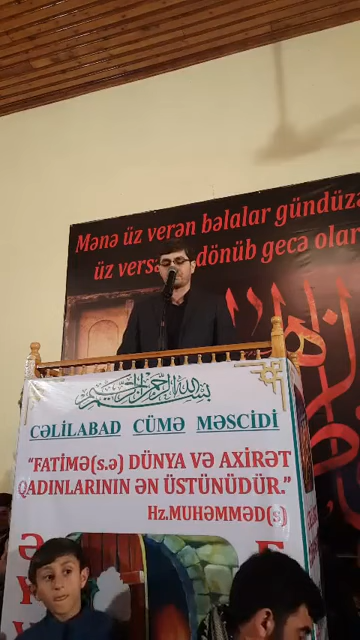 Mənə üz verən bəlalar gündüzə
üz versə dönüb gecə olar
بسم الله الرحمن الرحیم
CƏLİLABAD CÜMƏ MƏSCİDİ
"FATİMƏ(s.ə) DÜNYA VƏ AXİRƏT
QADINLARININ ƏN ÜSTÜNÜDÜR."
Hz.MUHƏMMƏD(s)